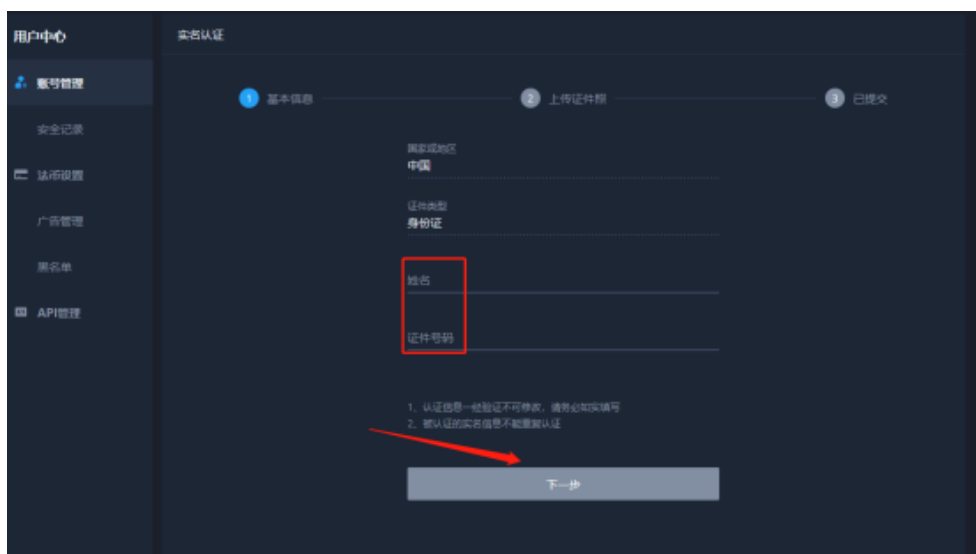 用户中心
实名认证
账号管理
安全记录
法币设置
广告管理
黑名单
API管理
1 基本信息
2 上传证件照
3 已提交
国家或地区
中国
证件类型
身份证
姓名
证件号码
1、认证信息一经验证不可修改，请务必如实填写
2、被认证的实名信息不能重复认证
下一步